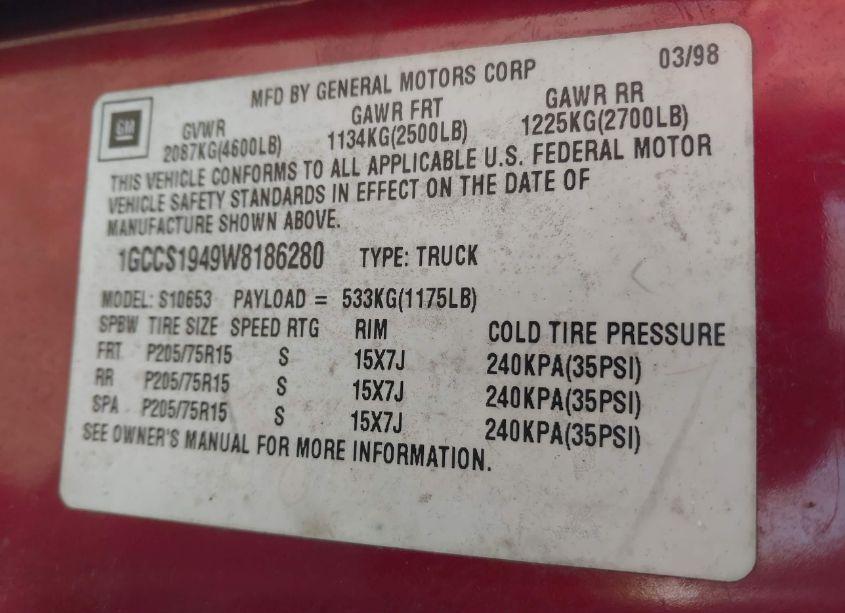 MFD BY GENERAL MOTORS CORP 03/98
GM GVWR GAWR FRT GAWR RR
2087KG(4600LB) 1134KG(2500LB) 1225KG(2700LB)
THIS VEHICLE CONFORMS TO ALL APPLICABLE U.S. FEDERAL MOTOR
VEHICLE SAFETY STANDARDS IN EFFECT ON THE DATE OF
MANUFACTURE SHOWN ABOVE.
1GCCS1949W8186280 TYPE: TRUCK
MODEL: S10653 PAYLOAD = 533KG(1175LB)
SPBW TIRE SIZE SPEED RTG RIM COLD TIRE PRESSURE
FRT P205/75R15 S 15X7J 240KPA(35PSI)
RR P205/75R15 S 15X7J 240KPA(35PSI)
SPA P205/75R15 S 15X7J 240KPA(35PSI)
SEE OWNER'S MANUAL FOR MORE INFORMATION.